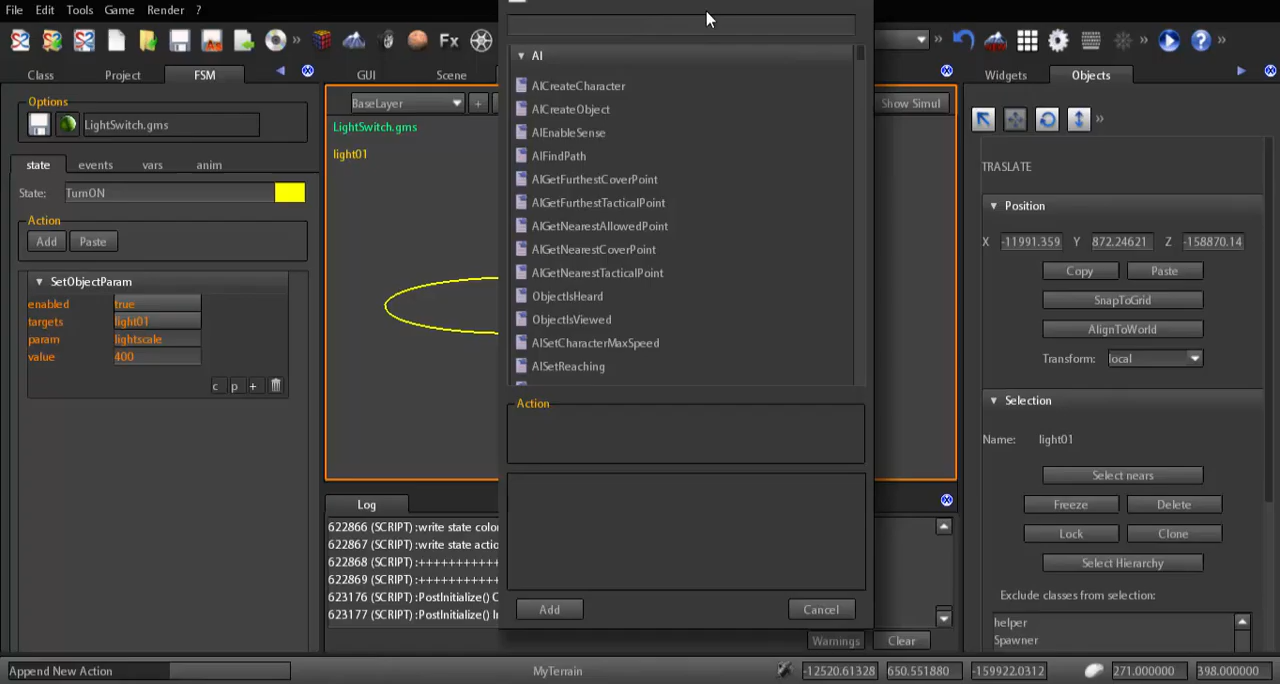 File Edit Tools Game Render ?
Fx
Class Project FSM
GUI Scene
Widgets Objects
Options
LightSwitch.gms
state events vars anim
State: TurnON
Action
Add Paste
SetObjectParam
enabled true
targets light01
param lightscale
value 400
c p +
BaseLayer + Show Simul
LightSwitch.gms
light01
AI
AICreateCharacter
AICreateObject
AIEnableSense
AIFindPath
AIGetFurthestCoverPoint
AIGetFurthestTacticalPoint
AIGetNearestAllowedPoint
AIGetNearestCoverPoint
AIGetNearestTacticalPoint
ObjectIsHeard
ObjectIsViewed
AISetCharacterMaxSpeed
AISetReaching
Action
Add Cancel
Log
622866 (SCRIPT) :write state color
622867 (SCRIPT) :write state actio
622868 (SCRIPT) :+++++++++++
622869 (SCRIPT) :+++++++++++
623176 (SCRIPT) :PostInitialize() C
623177 (SCRIPT) :PostInitialize() In
Warnings Clear
TRASLATE
Position
X -11991.359 Y 872.24621 Z -158870.14
Copy Paste
SnapToGrid
AlignToWorld
Transform: local
Selection
Name: light01
Select nears
Freeze Delete
Lock Clone
Select Hierarchy
Exclude classes from selection:
helper
Spawner
Append New Action MyTerrain -12520.61328 650.551880 -159922.0312 271.000000 398.000000